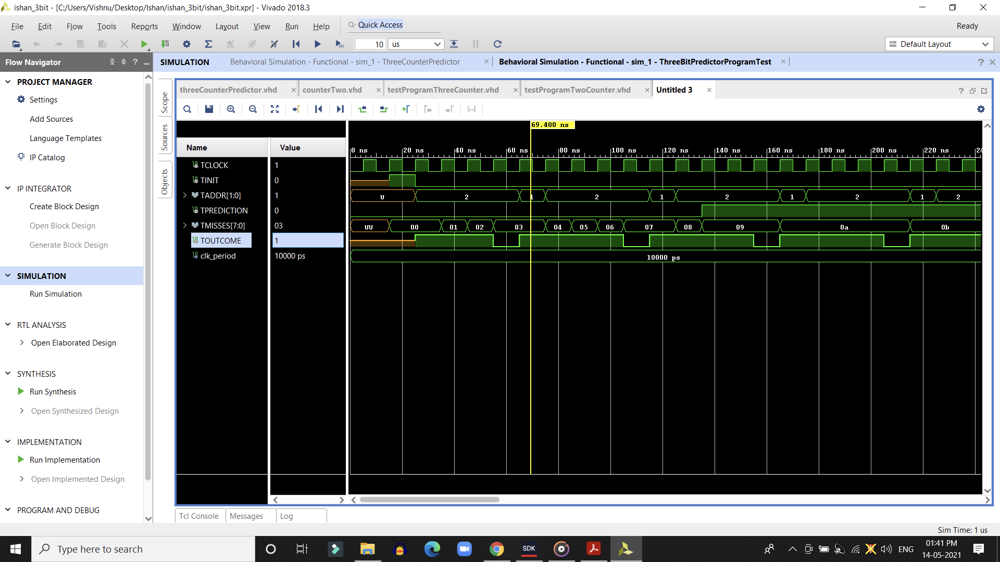 ishan_3bit - [C:/Users/Vishnu/Desktop/Ishan/ishan_3bit/ishan_3bit.xpr] - Vivado 2018.3
File Edit Flow Tools Reports Window Layout View Run Help Quick Access Ready
10 us Default Layout
Flow Navigator
SIMULATION Behavioral Simulation - Functional - sim_1 - ThreeCounterPredictor Behavioral Simulation - Functional - sim_1 - ThreeBitPredictorProgramTest
PROJECT MANAGER
Settings
Add Sources
Language Templates
IP Catalog
IP INTEGRATOR
Create Block Design
Open Block Design
Generate Block Design
SIMULATION
Run Simulation
RTL ANALYSIS
Open Elaborated Design
SYNTHESIS
Run Synthesis
Open Synthesized Design
IMPLEMENTATION
Run Implementation
Open Implemented Design
PROGRAM AND DEBUG
Scope
Sources
Objects
threeCounterPredictor.vhd counterTwo.vhd testProgramThreeCounter.vhd testProgramTwoCounter.vhd Untitled 3
69.400 ns
Name Value
0 ns 20 ns 40 ns 60 ns 80 ns 100 ns 120 ns 140 ns 160 ns 180 ns 200 ns 220 ns 24
TCLOCK 1
TINIT 0
TADDR[1:0] 1 U 2 1 2 1 2 1 2 1 2
TPREDICTION 0
TMISSES[7:0] 03 UU 00 01 02 03 04 05 06 07 08 09 0a 0b
TOUTCOME 1
clk_period 10000 ps 10000 ps
Tcl Console Messages Log
Sim Time: 1 us
Type here to search
SDK
ENG
01:41 PM
14-05-2021